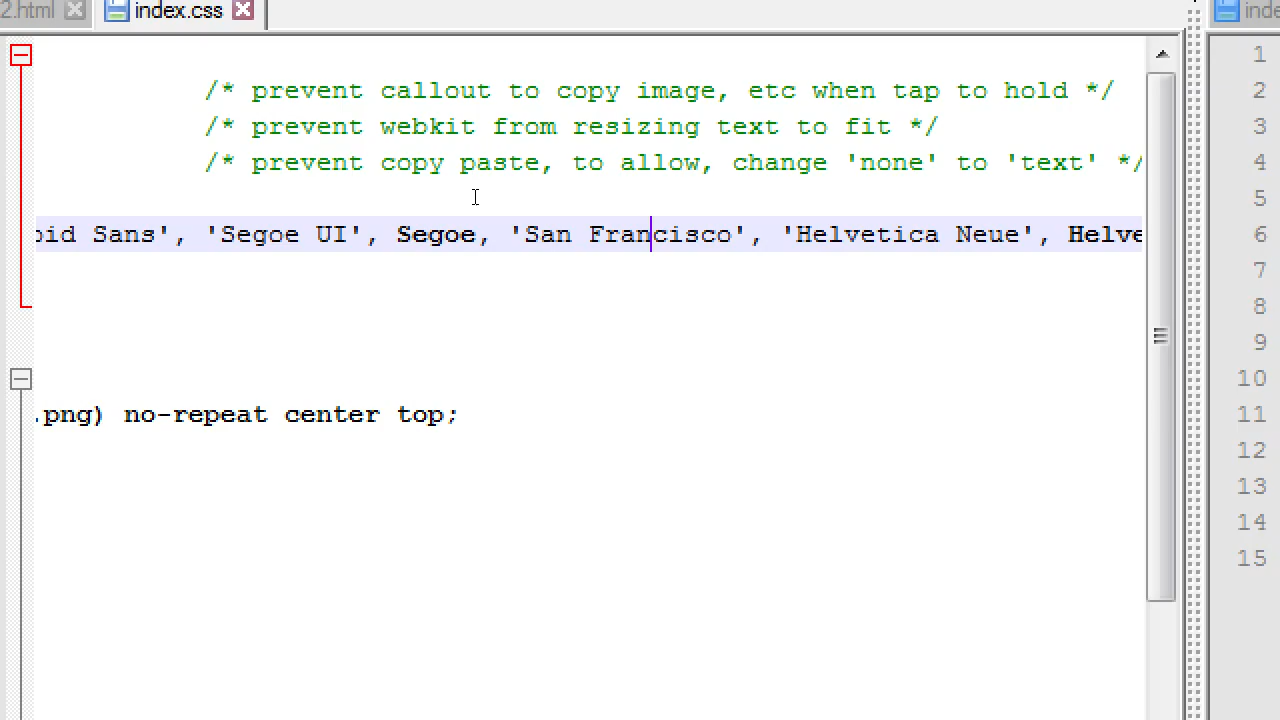 2.html index.css
/* prevent callout to copy image, etc when tap to hold */
/* prevent webkit from resizing text to fit */
/* prevent copy paste, to allow, change 'none' to 'text' */
Sans', 'Segoe UI', Segoe, 'San Francisco', 'Helvetica Neue',
.png) no-repeat center top;
1
2
3
4
5
6
7
8
9
10
11
12
13
14
15